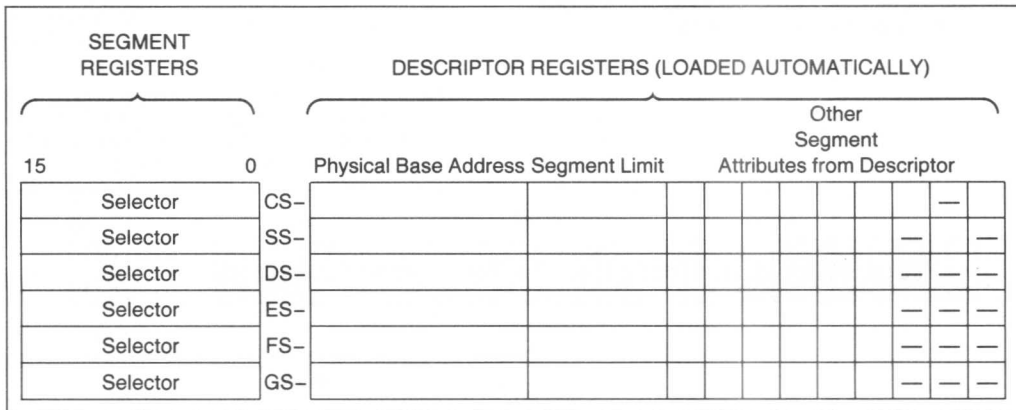 SEGMENT
REGISTERS
DESCRIPTOR REGISTERS (LOADED AUTOMATICALLY)
Other
Segment
15 0 Physical Base Address Segment Limit Attributes from Descriptor
Selector CS– —
Selector SS– — —
Selector DS– — — —
Selector ES– — — —
Selector FS– — — —
Selector GS– — — —